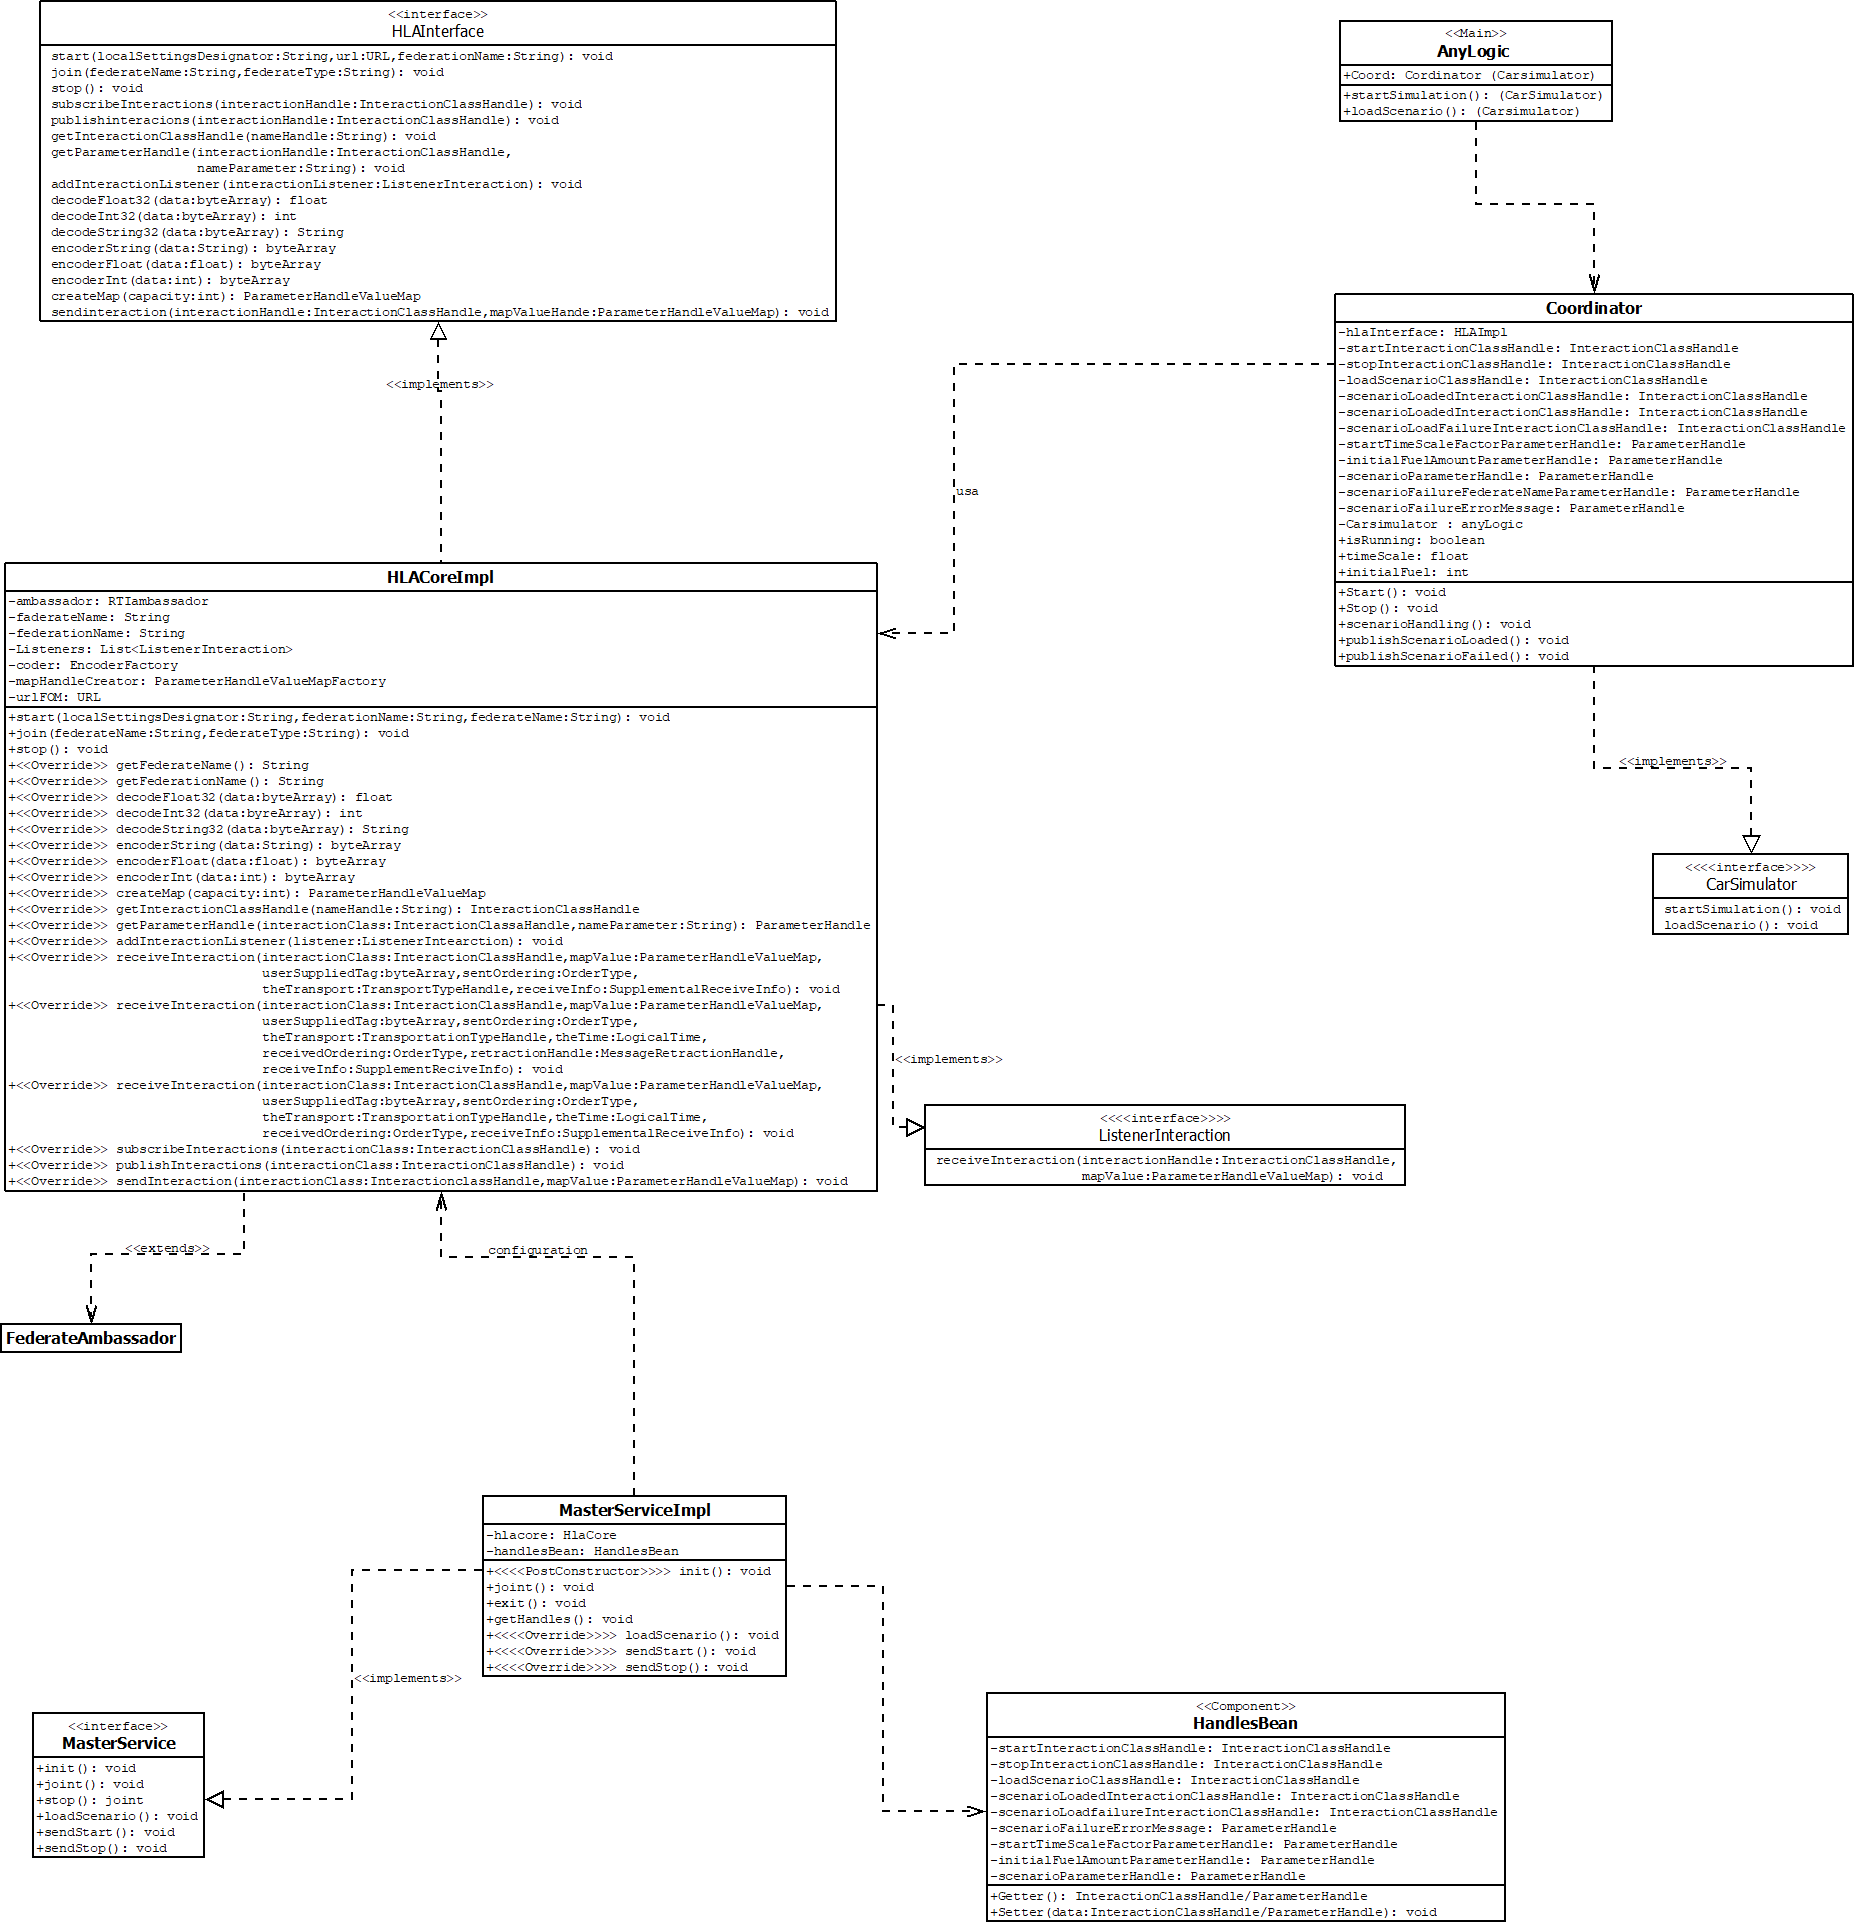 <<interface>>
HLAInterface
start(localSettingsDesignator:String,url:URL,federationName:String): void
join(federateName:String,federateType:String): void
stop(): void
subscribeInteractions(interactionHandle:InteractionClassHandle): void
publishinteracions(interactionHandle:InteractionClassHandle): void
getInteractionClassHandle(nameHandle:String): void
getParameterHandle(interactionHandle:InteractionClassHandle,
nameParameter:String): void
addInteractionListener(interactionListener:ListenerInteraction): void
decodeFloat32(data:byteArray): float
decodeInt32(data:byteArray): int
decodeString32(data:byteArray): String
encoderString(data:String): byteArray
encoderFloat(data:float): byteArray
encoderInt(data:int): byteArray
createMap(capacity:int): ParameterHandleValueMap
sendinteraction(interactionHandle:InteractionClassHandle,mapValueHande:ParameterHandleValueMap): void
<<Main>>
AnyLogic
+Coord: Cordinator (Carsimulator)
+startSimulation(): (CarSimulator)
+loadScenario(): (Carsimulator)
Coordinator
-hlaInterface: HLAImpl
-startInteractionClassHandle: InteractionClassHandle
-stopInteractionClassHandle: InteractionClassHandle
-loadScenarioClassHandle: InteractionClassHandle
-scenarioLoadedInteractionClassHandle: InteractionClassHandle
-scenarioLoadedInteractionClassHandle: InteractionClassHandle
-scenarioLoadFailureInteractionClassHandle: InteractionClassHandle
-startTimeScaleFactorParameterHandle: ParameterHandle
-initialFuelAmountParameterHandle: ParameterHandle
-scenarioParameterHandle: ParameterHandle
-scenarioFailureFederateNameParameterHandle: ParameterHandle
-scenarioFailureErrorMessage: ParameterHandle
-Carsimulator : anyLogic
+isRunning: boolean
+timeScale: float
+initialFuel: int
+Start(): void
+Stop(): void
+scenarioHandling(): void
+publishScenarioLoaded(): void
+publishScenarioFailed(): void
<<implements>>
usa
HLACoreImpl
-ambassador: RTIambassador
-faderateName: String
-federationName: String
-Listeners: List<ListenerInteraction>
-coder: EncoderFactory
-mapHandleCreator: ParameterHandleValueMapFactory
-urlFOM: URL
+start(localSettingsDesignator:String,federationName:String,federateName:String): void
+join(federateName:String,federateType:String): void
+stop(): void
+<<Override>> getFederateName(): String
+<<Override>> getFederationName(): String
+<<Override>> decodeFloat32(data:byteArray): float
+<<Override>> decodeInt32(data:byreArray): int
+<<Override>> decodeString32(data:byteArray): String
+<<Override>> encoderString(data:String): byteArray
+<<Override>> encoderFloat(data:float): byteArray
+<<Override>> encoderInt(data:int): byteArray
+<<Override>> createMap(capacity:int): ParameterHandleValueMap
+<<Override>> getInteractionClassHandle(nameHandle:String): InteractionClassHandle
+<<Override>> getParameterHandle(interactionClass:InteractionClassaHandle,nameParameter:String): ParameterHandle
+<<Override>> addInteractionListener(listener:ListenerIntearction): void
+<<Override>> receiveInteraction(interactionClass:InteractionClassHandle,mapValue:ParameterHandleValueMap,
userSuppliedTag:byteArray,sentOrdering:OrderType,
theTransport:TransportTypeHandle,receiveInfo:SupplementalReceiveInfo): void
+<<Override>> receiveInteraction(interactionClass:InteractionClassHandle,mapValue:ParameterHandleValueMap,
userSuppliedTag:byteArray,sentOrdering:OrderType,
theTransport:TransportationTypeHandle,theTime:LogicalTime,
receivedOrdering:OrderType,retractionHandle:MessageRetractionHandle,
receiveInfo:SupplementReciveInfo): void
+<<Override>> receiveInteraction(interactionClass:InteractionClassHandle,mapValue:ParameterHandleValueMap,
userSuppliedTag:byteArray,sentOrdering:OrderType,
theTransport:TransportationTypeHandle,theTime:LogicalTime,
receivedOrdering:OrderType,receiveInfo:SupplementalReceiveInfo): void
+<<Override>> subscribeInteractions(interactionClass:InteractionClassHandle): void
+<<Override>> publishInteractions(interactionClass:InteractionClassHandle): void
+<<Override>> sendInteraction(interactionClass:InteractionclassHandle,mapValue:ParameterHandleValueMap): void
<<implements>>
<<<<interface>>>>
CarSimulator
startSimulation(): void
loadScenario(): void
<<implements>>
<<<<interface>>>>
ListenerInteraction
receiveInteraction(interactionHandle:InteractionClassHandle,
mapValue:ParameterHandleValueMap): void
<<extends>>
configuration
FederateAmbassador
MasterServiceImpl
-hlacore: HlaCore
-handlesBean: HandlesBean
+<<<<PostConstructor>>>> init(): void
+joint(): void
+exit(): void
+getHandles(): void
+<<<<Override>>>> loadScenario(): void
+<<<<Override>>>> sendStart(): void
+<<<<Override>>>> sendStop(): void
<<implements>>
<<interface>>
MasterService
+init(): void
+joint(): void
+stop(): joint
+loadScenario(): void
+sendStart(): void
+sendStop(): void
<<Component>>
HandlesBean
-startInteractionClassHandle: InteractionClassHandle
-stopInteractionClassHandle: InteractionClassHandle
-loadScenarioClassHandle: InteractionClassHandle
-scenarioLoadedInteractionClassHandle: InteractionClassHandle
-scenarioLoadfailureInteractionClassHandle: InteractionClassHandle
-scenarioFailureErrorMessage: ParameterHandle
-startTimeScaleFactorParameterHandle: ParameterHandle
-initialFuelAmountParameterHandle: ParameterHandle
-scenarioParameterHandle: ParameterHandle
+Getter(): InteractionClassHandle/ParameterHandle
+Setter(data:InteractionClassHandle/ParameterHandle): void